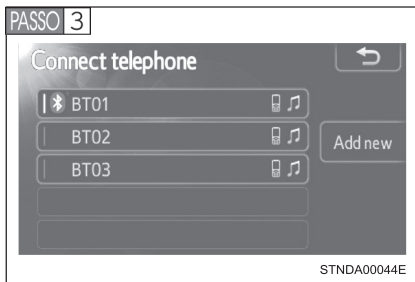 PASSO 3
Connect telephone
BT01
BT02
Add new
BT03
STNDA00044E